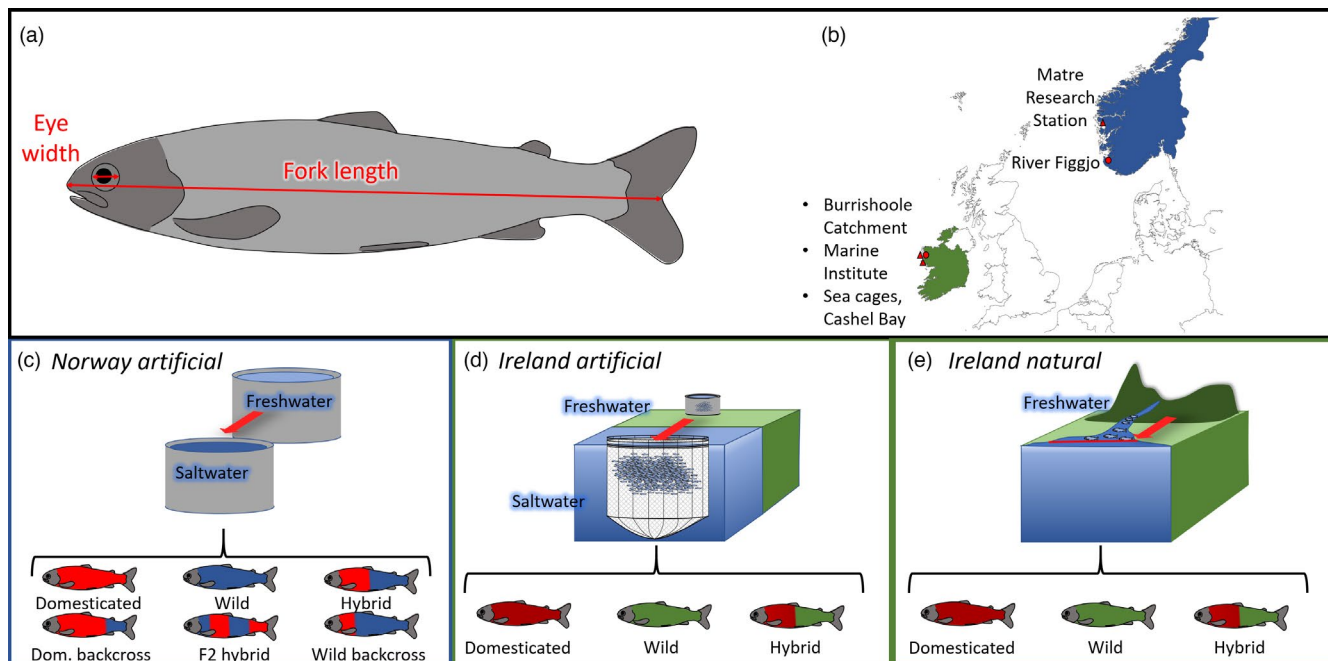 (a)
Eye
width
Fork length
(b)
Matre
Research
Station
River Figgjo
• Burrishoole
Catchment
• Marine
Institute
• Sea cages,
Cashel Bay
(c) Norway artificial
Freshwater
Saltwater
Domesticated
Wild
Hybrid
Dom. backcross
F2 hybrid
Wild backcross
(d) Ireland artificial
Freshwater
Saltwater
Domesticated
Wild
Hybrid
(e) Ireland natural
Freshwater
Domesticated
Wild
Hybrid